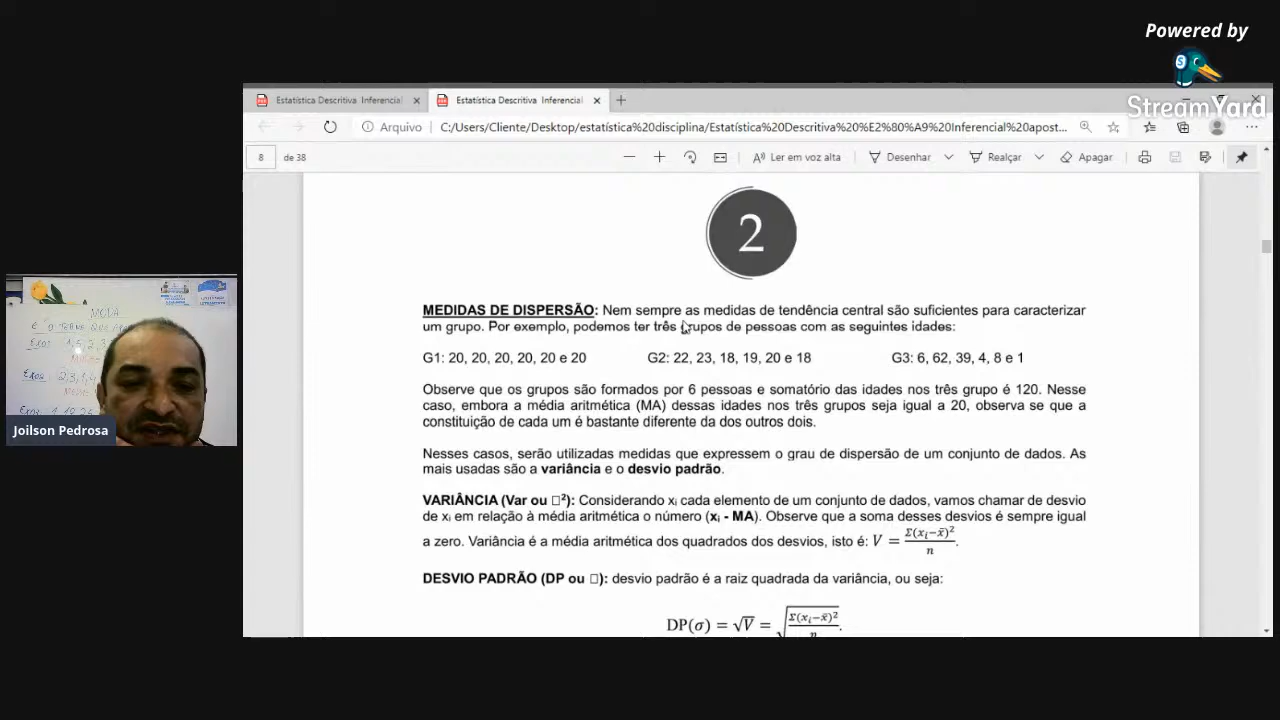 Powered by
StreamYard
Estatística Descritiva Inferencial
Estatística Descritiva Inferencial
Arquivo
C:/Users/Cliente/Desktop/estatística%20disciplina/Estatística%20Descritiva%20%E2%80%A9%20Inferencial%20apost...
8 de 38
Ler em voz alta
Desenhar
Realçar
Apagar
2
MEDIDAS DE DISPERSÃO: Nem sempre as medidas de tendência central são suficientes para caracterizar
um grupo. Por exemplo, podemos ter três grupos de pessoas com as seguintes idades:
G1: 20, 20, 20, 20, 20 e 20 G2: 22, 23, 18, 19, 20 e 18 G3: 6, 62, 39, 4, 8 e 1
Observe que os grupos são formados por 6 pessoas e somatório das idades nos três grupo é 120. Nesse
caso, embora a média aritmética (MA) dessas idades nos três grupos seja igual a 20, observa se que a
constituição de cada um é bastante diferente da dos outros dois.
Nesses casos, serão utilizadas medidas que expressem o grau de dispersão de um conjunto de dados. As
mais usadas são a variância e o desvio padrão.
VARIÂNCIA (Var ou □²): Considerando xᵢ cada elemento de um conjunto de dados, vamos chamar de desvio
de xᵢ em relação à média aritmética o número (xᵢ - MA). Observe que a soma desses desvios é sempre igual
a zero. Variância é a média aritmética dos quadrados dos desvios, isto é: V = Σ(xᵢ−x̄)²/n.
DESVIO PADRÃO (DP ou □): desvio padrão é a raiz quadrada da variância, ou seja:
DP(σ) = √V = √Σ(xᵢ−x̄)²/n.
MODA
Joilson Pedrosa